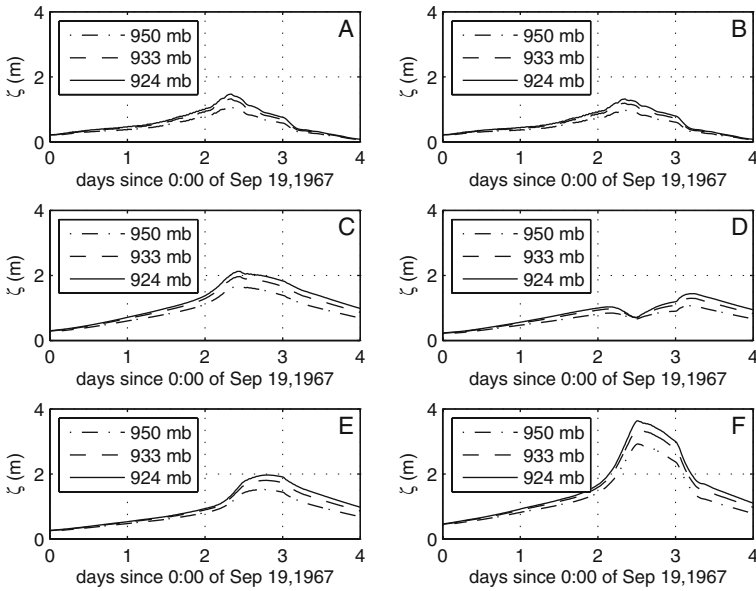 4
2
0
ζ (m)
A
950 mb
933 mb
924 mb
0 1 2 3 4
days since 0:00 of Sep 19,1967
4
2
0
ζ (m)
B
950 mb
933 mb
924 mb
0 1 2 3 4
days since 0:00 of Sep 19,1967
4
2
0
ζ (m)
C
950 mb
933 mb
924 mb
0 1 2 3 4
days since 0:00 of Sep 19,1967
4
2
0
ζ (m)
D
950 mb
933 mb
924 mb
0 1 2 3 4
days since 0:00 of Sep 19,1967
4
2
0
ζ (m)
E
950 mb
933 mb
924 mb
0 1 2 3 4
days since 0:00 of Sep 19,1967
4
2
0
ζ (m)
F
950 mb
933 mb
924 mb
0 1 2 3 4
days since 0:00 of Sep 19,1967